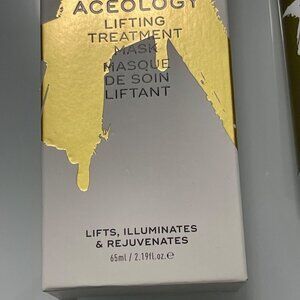 ACEOLOGY
LIFTING
TREATMENT
MASK
MASQUE
DE SOIN
LIFTANT
LIFTS, ILLUMINATES
& REJUVENATES
65ml / 2.19fl.oz.℮